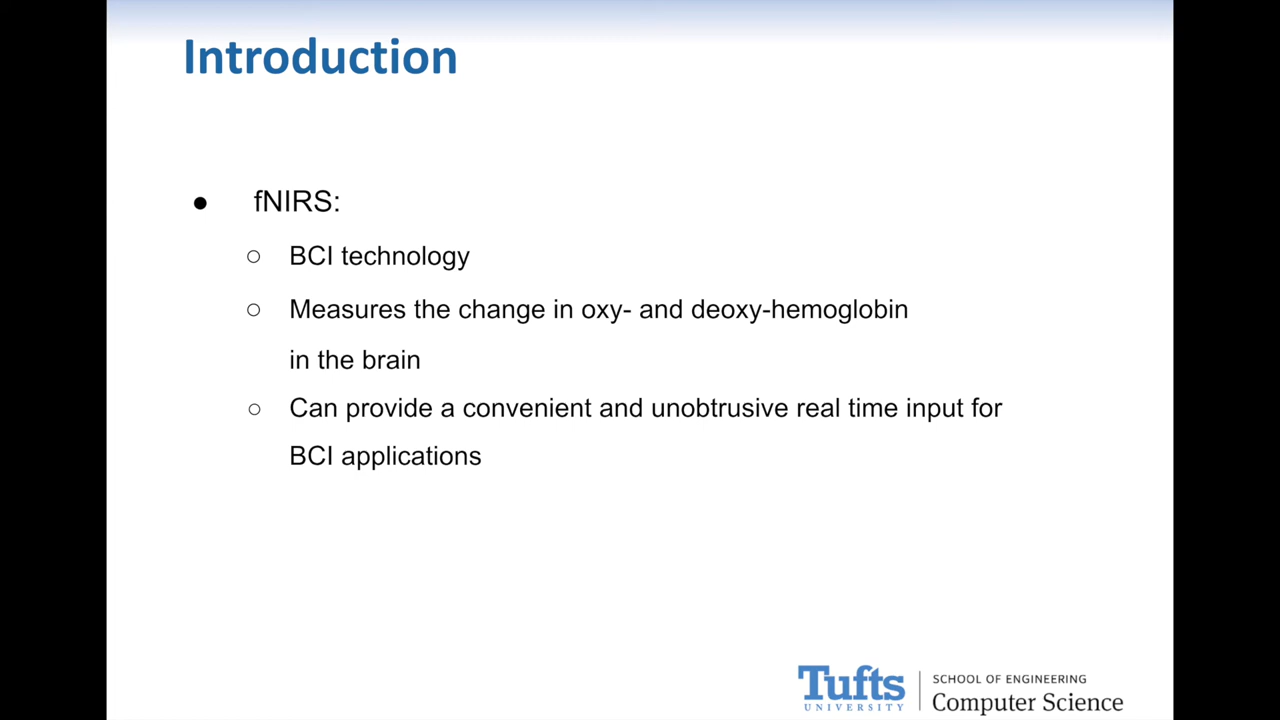 Introduction
● fNIRS:
○ BCI technology
○ Measures the change in oxy- and deoxy-hemoglobin
in the brain
○ Can provide a convenient and unobtrusive real time input for
BCI applications
Tufts
UNIVERSITY
SCHOOL OF ENGINEERING
Computer Science